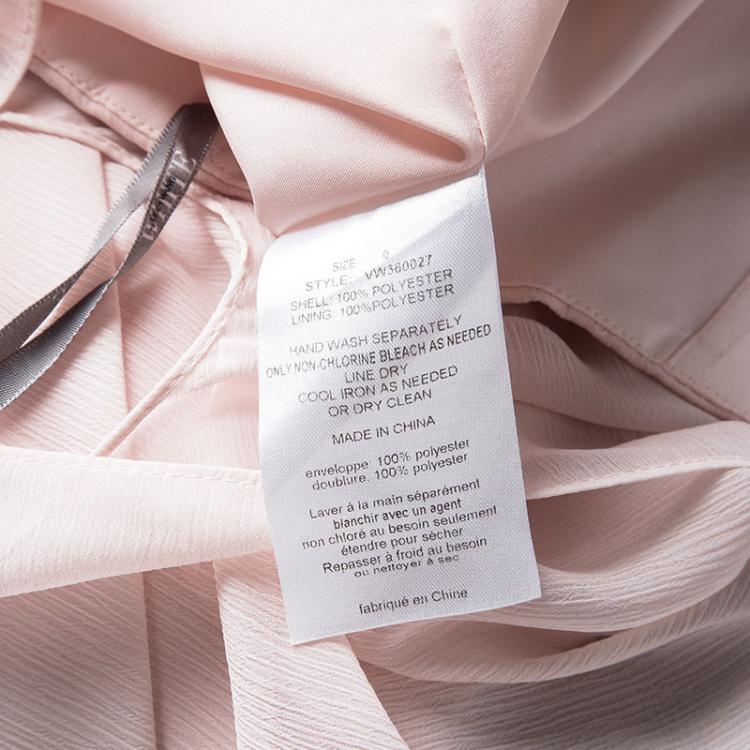 SIZE 0
STYLE: VW360027
SHELL: 100% POLYESTER
LINING: 100%POLYESTER
HAND WASH SEPARATELY
ONLY NON-CHLORINE BLEACH AS NEEDED
LINE DRY
COOL IRON AS NEEDED
OR DRY CLEAN
MADE IN CHINA
enveloppe: 100% polyester
doublure: 100% polyester
Laver à la main séparément
blanchir avec un agent
non chloré au besoin seulement
étendre pour sécher
Repasser à froid au besoin
ou nettoyer à sec
fabriqué en Chine